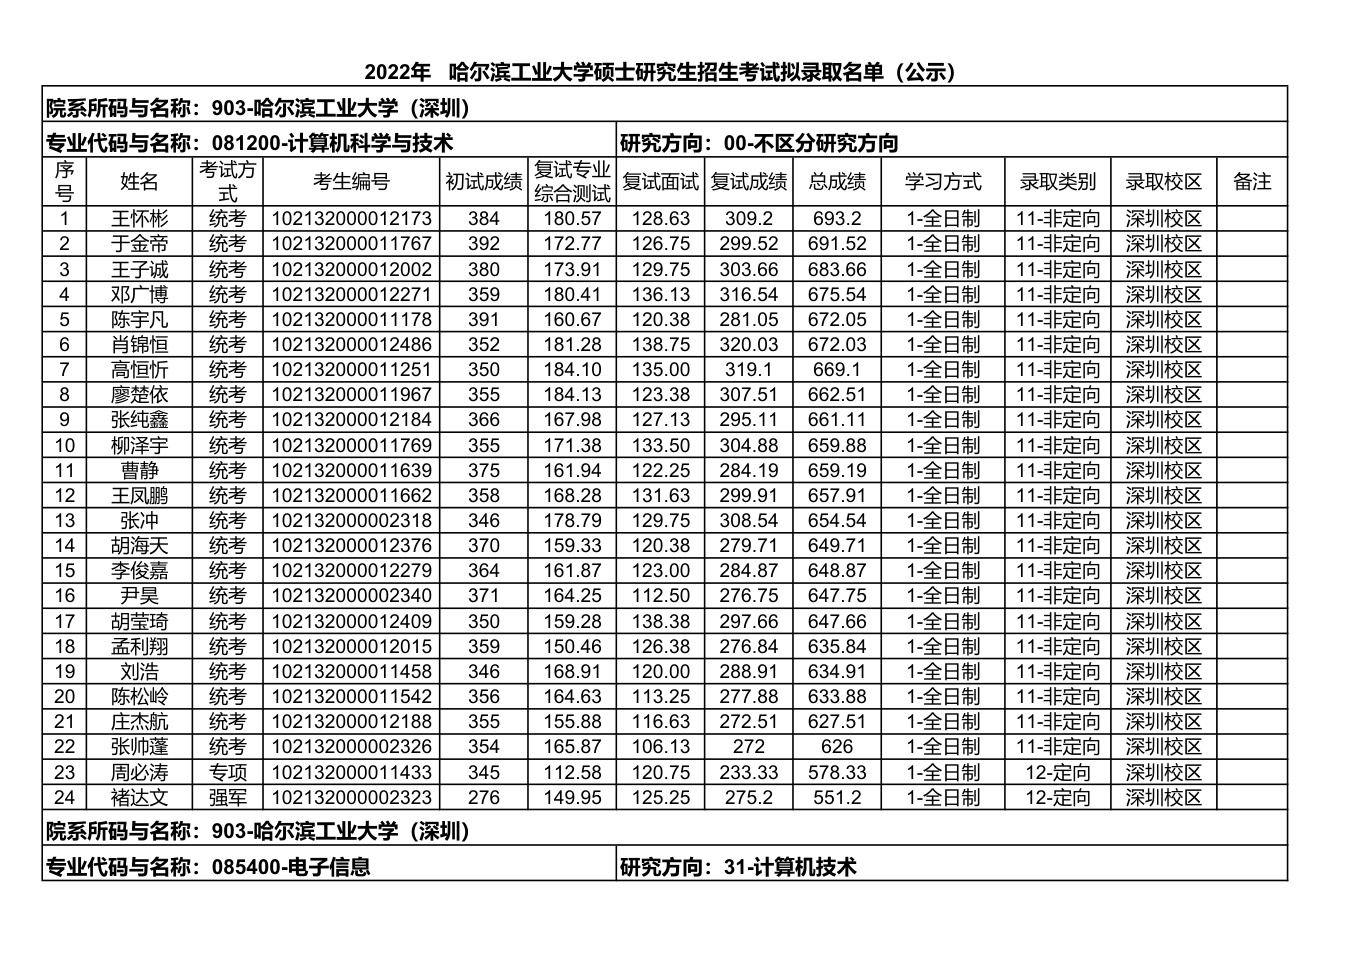 2022年 哈尔滨工业大学硕士研究生招生考试拟录取名单（公示）
院系所码与名称：903-哈尔滨工业大学（深圳）
专业代码与名称：081200-计算机科学与技术 研究方向：00-不区分研究方向
序号 姓名 考试方式 考生编号 初试成绩 复试专业综合测试 复试面试 复试成绩 总成绩 学习方式 录取类别 录取校区 备注
1 王怀彬 统考 102132000012173 384 180.57 128.63 309.2 693.2 1-全日制 11-非定向 深圳校区
2 于金帝 统考 102132000011767 392 172.77 126.75 299.52 691.52 1-全日制 11-非定向 深圳校区
3 王子诚 统考 102132000012002 380 173.91 129.75 303.66 683.66 1-全日制 11-非定向 深圳校区
4 邓广博 统考 102132000012271 359 180.41 136.13 316.54 675.54 1-全日制 11-非定向 深圳校区
5 陈宇凡 统考 102132000011178 391 160.67 120.38 281.05 672.05 1-全日制 11-非定向 深圳校区
6 肖锦恒 统考 102132000012486 352 181.28 138.75 320.03 672.03 1-全日制 11-非定向 深圳校区
7 高恒忻 统考 102132000011251 350 184.10 135.00 319.1 669.1 1-全日制 11-非定向 深圳校区
8 廖楚依 统考 102132000011967 355 184.13 123.38 307.51 662.51 1-全日制 11-非定向 深圳校区
9 张纯鑫 统考 102132000012184 366 167.98 127.13 295.11 661.11 1-全日制 11-非定向 深圳校区
10 柳泽宇 统考 102132000011769 355 171.38 133.50 304.88 659.88 1-全日制 11-非定向 深圳校区
11 曹静 统考 102132000011639 375 161.94 122.25 284.19 659.19 1-全日制 11-非定向 深圳校区
12 王凤鹏 统考 102132000011662 358 168.28 131.63 299.91 657.91 1-全日制 11-非定向 深圳校区
13 张冲 统考 102132000002318 346 178.79 129.75 308.54 654.54 1-全日制 11-非定向 深圳校区
14 胡海天 统考 102132000012376 370 159.33 120.38 279.71 649.71 1-全日制 11-非定向 深圳校区
15 李俊嘉 统考 102132000012279 364 161.87 123.00 284.87 648.87 1-全日制 11-非定向 深圳校区
16 尹昊 统考 102132000002340 371 164.25 112.50 276.75 647.75 1-全日制 11-非定向 深圳校区
17 胡莹琦 统考 102132000012409 350 159.28 138.38 297.66 647.66 1-全日制 11-非定向 深圳校区
18 孟利翔 统考 102132000012015 359 150.46 126.38 276.84 635.84 1-全日制 11-非定向 深圳校区
19 刘浩 统考 102132000011458 346 168.91 120.00 288.91 634.91 1-全日制 11-非定向 深圳校区
20 陈松岭 统考 102132000011542 356 164.63 113.25 277.88 633.88 1-全日制 11-非定向 深圳校区
21 庄杰航 统考 102132000012188 355 155.88 116.63 272.51 627.51 1-全日制 11-非定向 深圳校区
22 张帅蓬 统考 102132000002326 354 165.87 106.13 272 626 1-全日制 11-非定向 深圳校区
23 周必涛 专项 102132000011433 345 112.58 120.75 233.33 578.33 1-全日制 12-定向 深圳校区
24 褚达文 强军 102132000002323 276 149.95 125.25 275.2 551.2 1-全日制 12-定向 深圳校区
院系所码与名称：903-哈尔滨工业大学（深圳）
专业代码与名称：085400-电子信息 研究方向：31-计算机技术